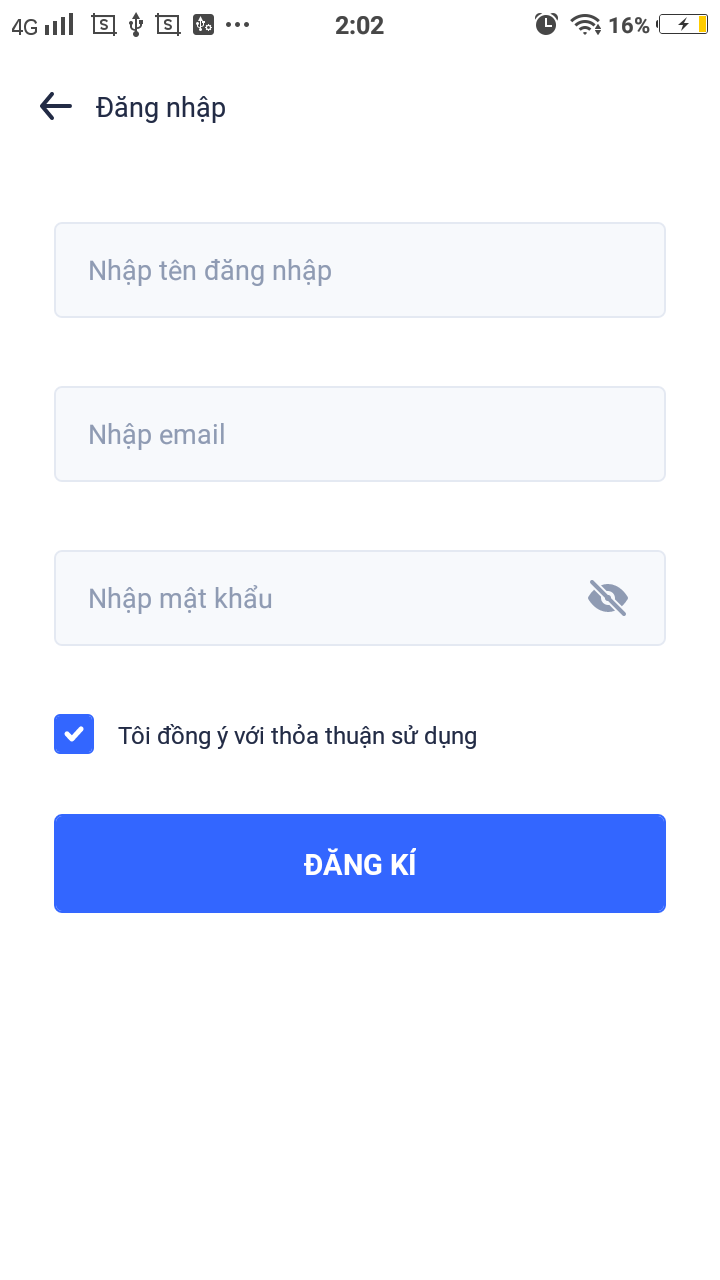 4G 2:02 16%
Đăng nhập
Nhập tên đăng nhập
Nhập email
Nhập mật khẩu
Tôi đồng ý với thỏa thuận sử dụng
ĐĂNG KÍ